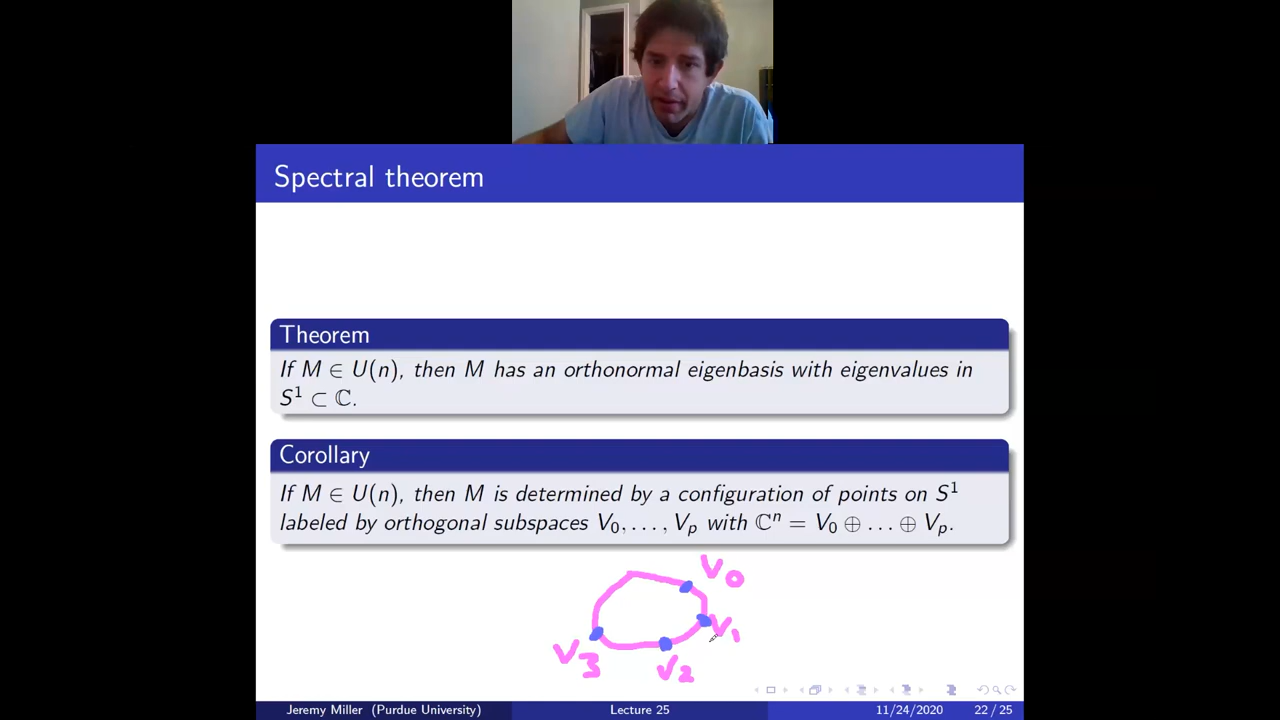 Spectral theorem
Theorem
If M ∈ U(n), then M has an orthonormal eigenbasis with eigenvalues in
S¹ ⊂ ℂ.
Corollary
If M ∈ U(n), then M is determined by a configuration of points on S¹
labeled by orthogonal subspaces V₀, . . . , Vₚ with ℂⁿ = V₀ ⊕ . . . ⊕ Vₚ.
V₀
V₁
V₃
V₂
Jeremy Miller (Purdue University) Lecture 25 11/24/2020 22 / 25